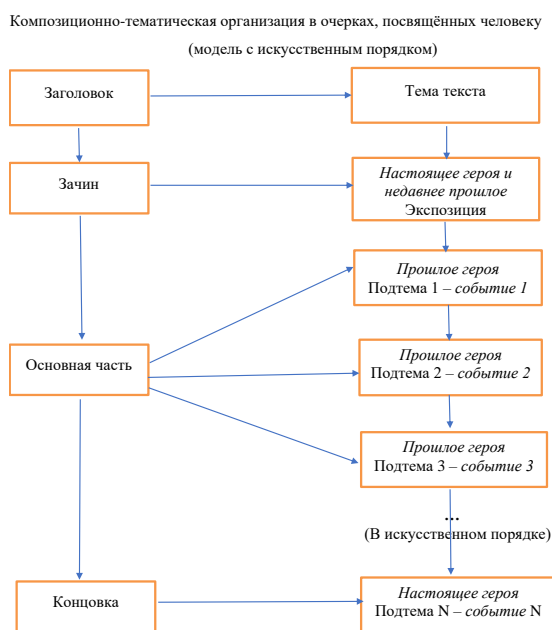 Композиционно-тематическая организация в очерках, посвящённых человеку
(модель с искусственным порядком)
Заголовок
Тема текста
Зачин
Настоящее героя и
недавнее прошлое
Экспозиция
Прошлое героя
Подтема 1 – событие 1
Основная часть
Прошлое героя
Подтема 2 – событие 2
Прошлое героя
Подтема 3 – событие 3
...
(В искусственном порядке)
Концовка
Настоящее героя
Подтема N – событие N